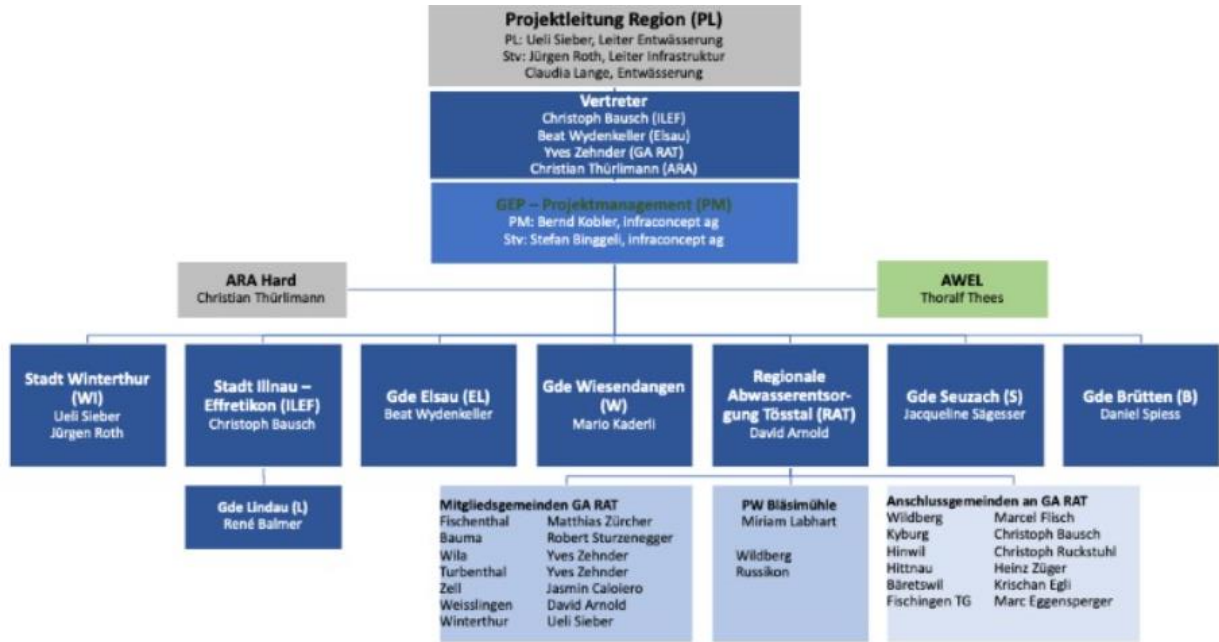 Projektleitung Region (PL)
PL: Ueli Sieber, Leiter Entwässerung
Stv: Jürgen Roth, Leiter Infrastruktur
Claudia Lange, Entwässerung
Vertreter
Christoph Bausch (ILEF)
Beat Wydenkeller (Elsau)
Yves Zehnder (GA RAT)
Christian Thürlimann (ARA)
GEP – Projektmanagement (PM)
PM: Bernd Kobler, infraconcept ag
Stv: Stefan Binggeli, infraconcept ag
ARA Hard
Christian Thürlimann
AWEL
Thoralf Thees
Stadt Winterthur
(WI)
Ueli Sieber
Jürgen Roth
Stadt Illnau –
Effretikon (ILEF)
Christoph Bausch
Gde Elsau (EL)
Beat Wydenkeller
Gde Wiesendangen
(W)
Mario Kaderli
Regionale
Abwasserentsor-
gung Tösstal (RAT)
David Arnold
Gde Seuzach (S)
Jacqueline Sägesser
Gde Brütten (B)
Daniel Spiess
Gde Lindau (L)
René Balmer
Mitgliedsgemeinden GA RAT
Fischenthal Matthias Zürcher
Bauma Robert Sturzenegger
Wila Yves Zehnder
Turbenthal Yves Zehnder
Zell Jasmin Caloiero
Weisslingen David Arnold
Winterthur Ueli Sieber
PW Bläsimühle
Miriam Labhart
Wildberg
Russikon
Anschlussgemeinden an GA RAT
Wildberg Marcel Flisch
Kyburg Christoph Bausch
Hinwil Christoph Ruckstuhl
Hittnau Heinz Züger
Bäretswil Krischan Egli
Fischingen TG Marc Eggensperger